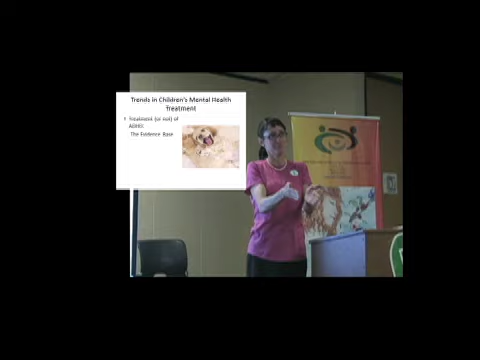 Trends in Children's Mental Health
Treatment
• Treatment (or not) of
ADHD:
The Evidence Base